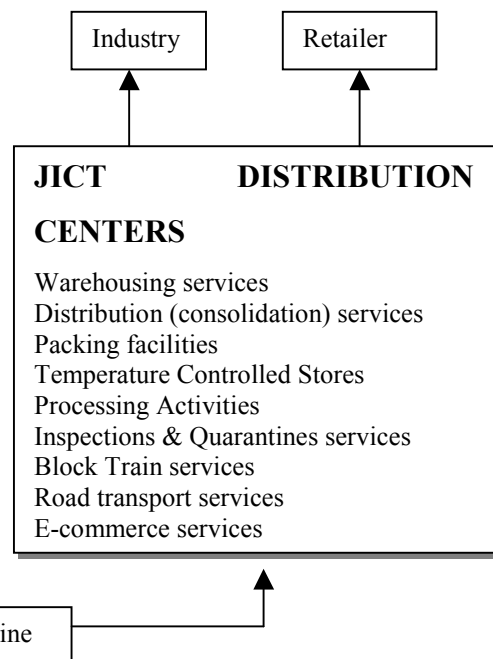 Industry
Retailer
JICT DISTRIBUTION
CENTERS
Warehousing services
Distribution (consolidation) services
Packing facilities
Temperature Controlled Stores
Processing Activities
Inspections & Quarantines services
Block Train services
Road transport services
E-commerce services
ine